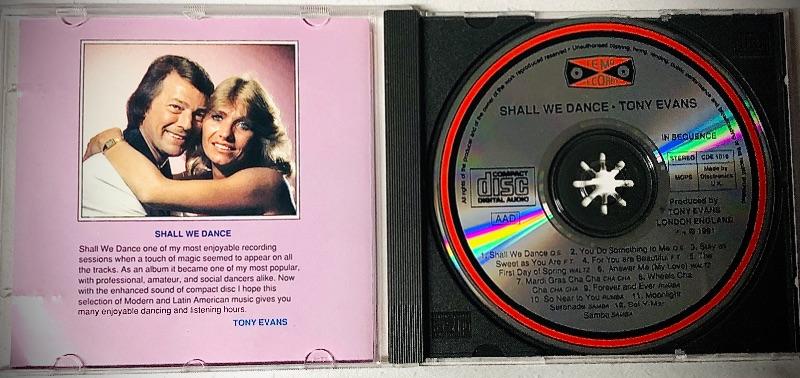 SHALL WE DANCE
Shall We Dance one of my most enjoyable recording
sessions when a touch of magic seemed to appear on all
the tracks. As an album it became one of my most popular,
with professional, amateur, and social dancers alike. Now
with the enhanced sound of compact disc I hope this
selection of Modern and Latin American music gives you
many enjoyable dancing and listening hours.
TONY EVANS
SHALL WE DANCE • TONY EVANS
IN SEQUENCE
STEREO CDE 1019
MCPS Made by
Disctronics
U.K.
COMPACT
disc
DIGITAL AUDIO
AAD
Produced by
TONY EVANS
LONDON ENGLAND
1991
1. Shall We Dance Q.S. 2. You Do Something to Me Q.S. 3. Stay as
Sweet as You Are F.T. 4. For You are Beautiful F.T. 5. The
First Day of Spring WALTZ 6. Answer Me (My Love) WALTZ
7. Mardi Gras Cha Cha CHA CHA 8. Wheels Cha
Cha CHA CHA 9. Forever and Ever RUMBA
10. So Near to You RUMBA 11. Moonlight
Serenade SAMBA 12.
Samba SAMBA